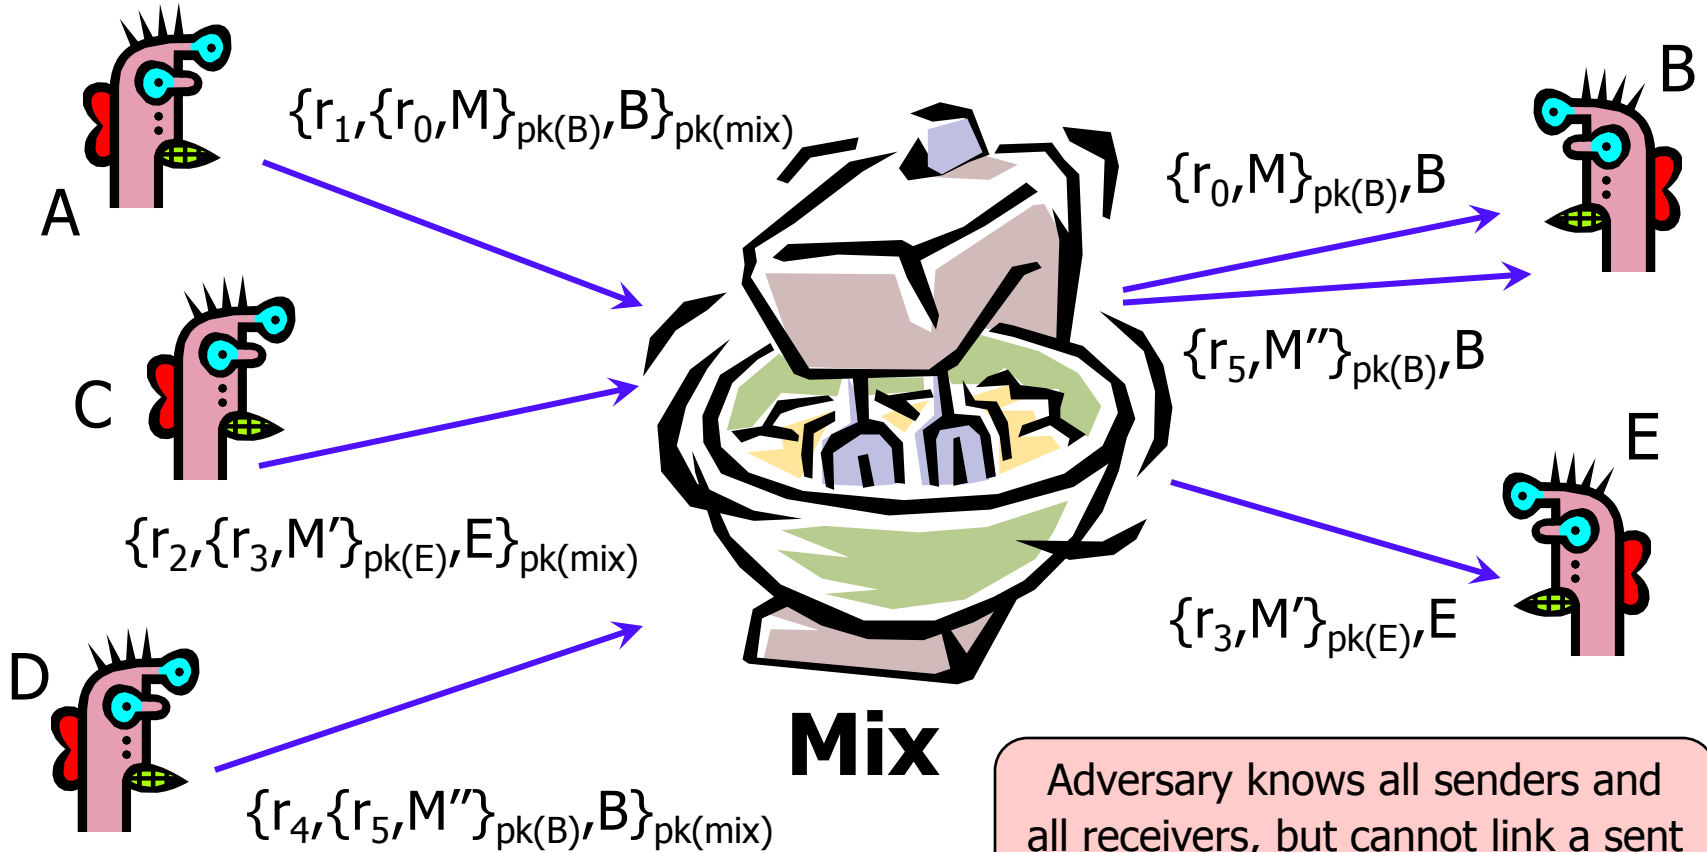 A
{r₁,{r₀,M}pk(B),B}pk(mix)
C
{r₂,{r₃,M′}pk(E),E}pk(mix)
D
{r₄,{r₅,M″}pk(B),B}pk(mix)
Mix
B
{r₀,M}pk(B),B
{r₅,M″}pk(B),B
E
{r₃,M′}pk(E),E
Adversary knows all senders and
all receivers, but cannot link a sent